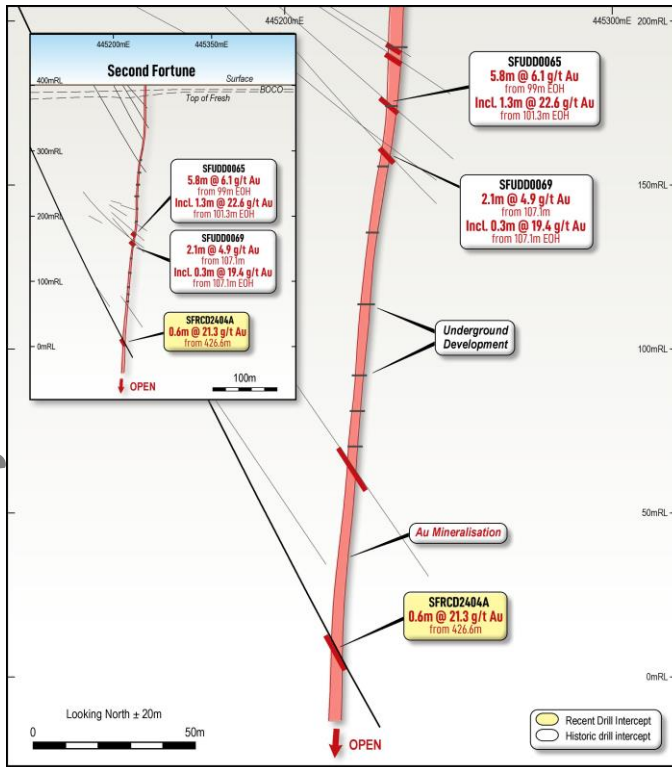 445200mE
445300mE
200mRL
150mRL
100mRL
50mRL
0mRL
445200mE
445350mE
Second Fortune
400mRL
Surface
BOCO
Top of Fresh
300mRL
200mRL
100mRL
0mRL
SFUDD0065
5.8m @ 6.1 g/t Au
from 99m EOH
Incl. 1.3m @ 22.6 g/t Au
from 101.3m EOH
SFUDD0069
2.1m @ 4.9 g/t Au
from 107.1m
Incl. 0.3m @ 19.4 g/t Au
from 107.1m EOH
SFRCD2404A
0.6m @ 21.3 g/t Au
from 426.6m
OPEN
100m
SFUDD0065
5.8m @ 6.1 g/t Au
from 99m EOH
Incl. 1.3m @ 22.6 g/t Au
from 101.3m EOH
SFUDD0069
2.1m @ 4.9 g/t Au
from 107.1m
Incl. 0.3m @ 19.4 g/t Au
from 107.1m EOH
Underground
Development
Au Mineralisation
SFRCD2404A
0.6m @ 21.3 g/t Au
from 426.6m
Looking North ± 20m
0
50m
OPEN
Recent Drill Intercept
Historic drill intercept